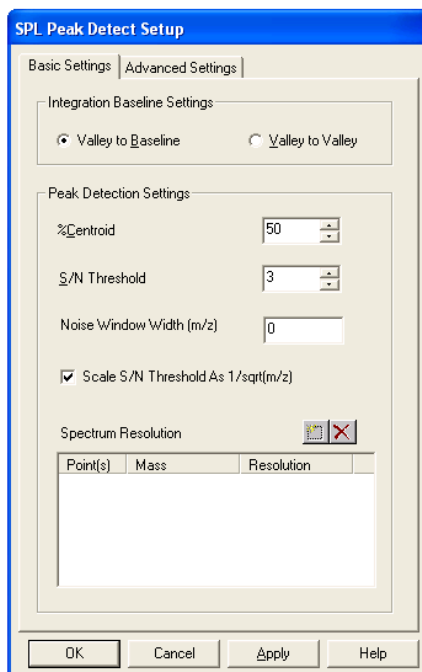 SPL Peak Detect Setup
Basic Settings Advanced Settings
Integration Baseline Settings
Valley to Baseline Valley to Valley
Peak Detection Settings
%Centroid 50
S/N Threshold 3
Noise Window Width (m/z) 0
Scale S/N Threshold As 1/sqrt(m/z)
Spectrum Resolution
Point(s) Mass Resolution
OK Cancel Apply Help